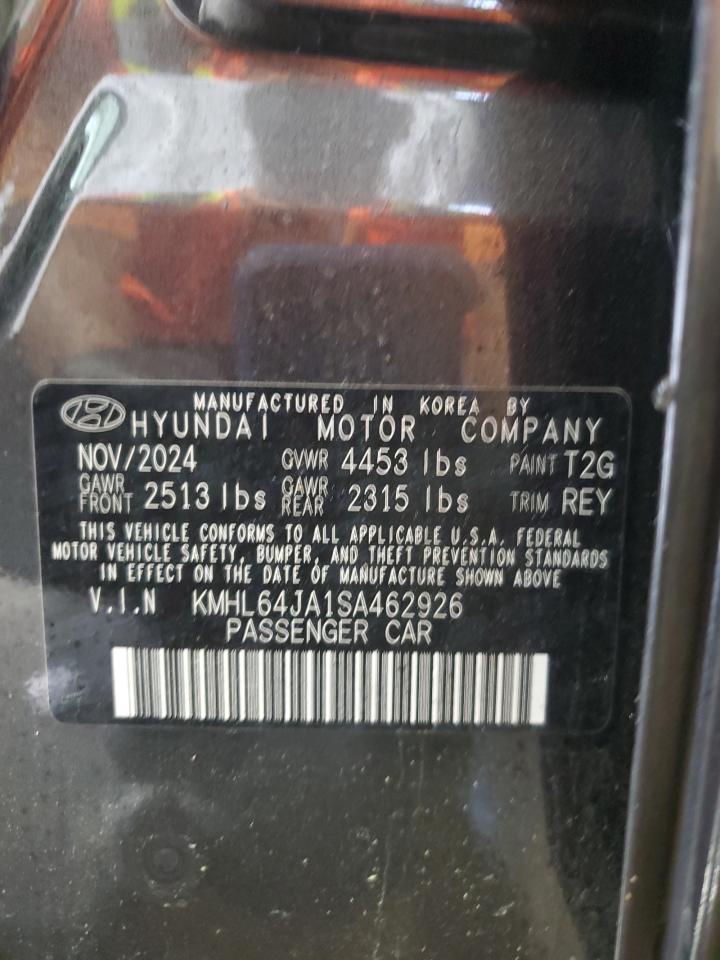 MANUFACTURED IN KOREA BY
HYUNDAI MOTOR COMPANY
NOV/2024 GVWR 4453 lbs PAINT T2G
GAWR FRONT 2513 lbs GAWR REAR 2315 lbs TRIM REY
THIS VEHICLE CONFORMS TO ALL APPLICABLE U.S.A. FEDERAL
MOTOR VEHICLE SAFETY, BUMPER, AND THEFT PREVENTION STANDARDS
IN EFFECT ON THE DATE OF MANUFACTURE SHOWN ABOVE
V.I.N KMHL64JA1SA462926
PASSENGER CAR